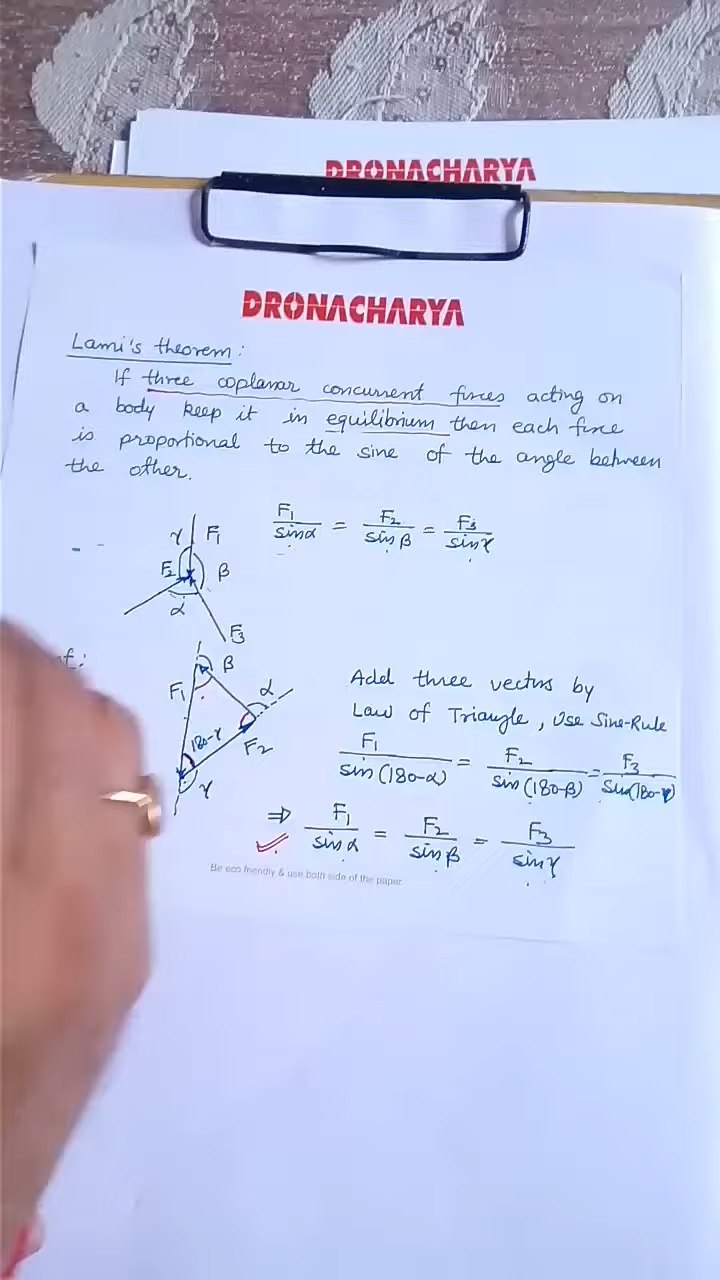 DRONACHARYA
DRONACHARYA
Lami's theorem:
If three coplanar concurrent forces acting on
a body keep it in equilibrium then each force
is proportional to the sine of the angle between
the other.
F₁/sinα = F₂/sinβ = F₃/sinγ
γ F₁
F₂ β
α
F₃
β
F₁ α
180-γ F₂
γ
Add three vectors by
Law of Triangle, Use Sine-Rule
F₁/sin(180-α) = F₂/sin(180-β) = F₃/sin(180-γ)
⇒ F₁/sinα = F₂/sinβ = F₃/sinγ
Be eco friendly & use both side of the paper